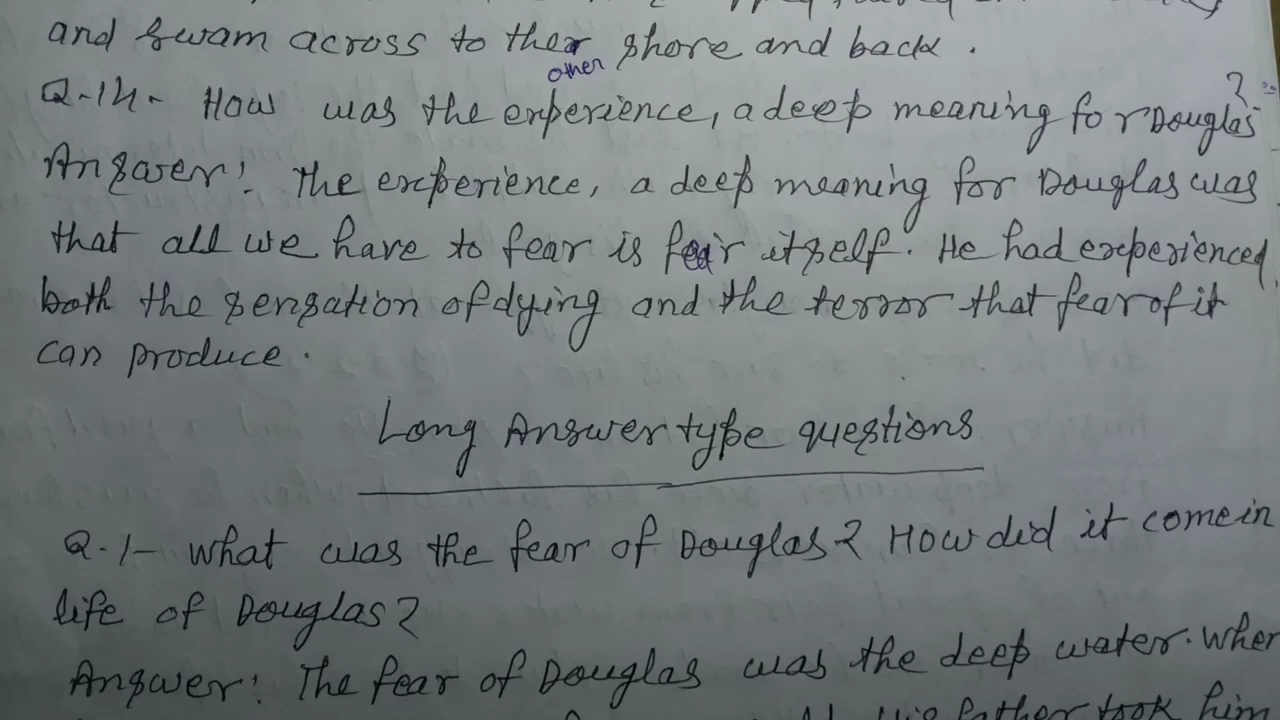 and swam across to the other shore and back.
Q-14- How was the experience, a deep meaning for Douglas?
Answer: The experience, a deep meaning for Douglas was
that all we have to fear is fear itself. He had experienced
both the sensation of dying and the terror that fear of it
can produce.
Long Answer type questions
Q.1- What was the fear of Douglas? How did it come in
life of Douglas?
Answer: The fear of Douglas was the deep water. When
father took him